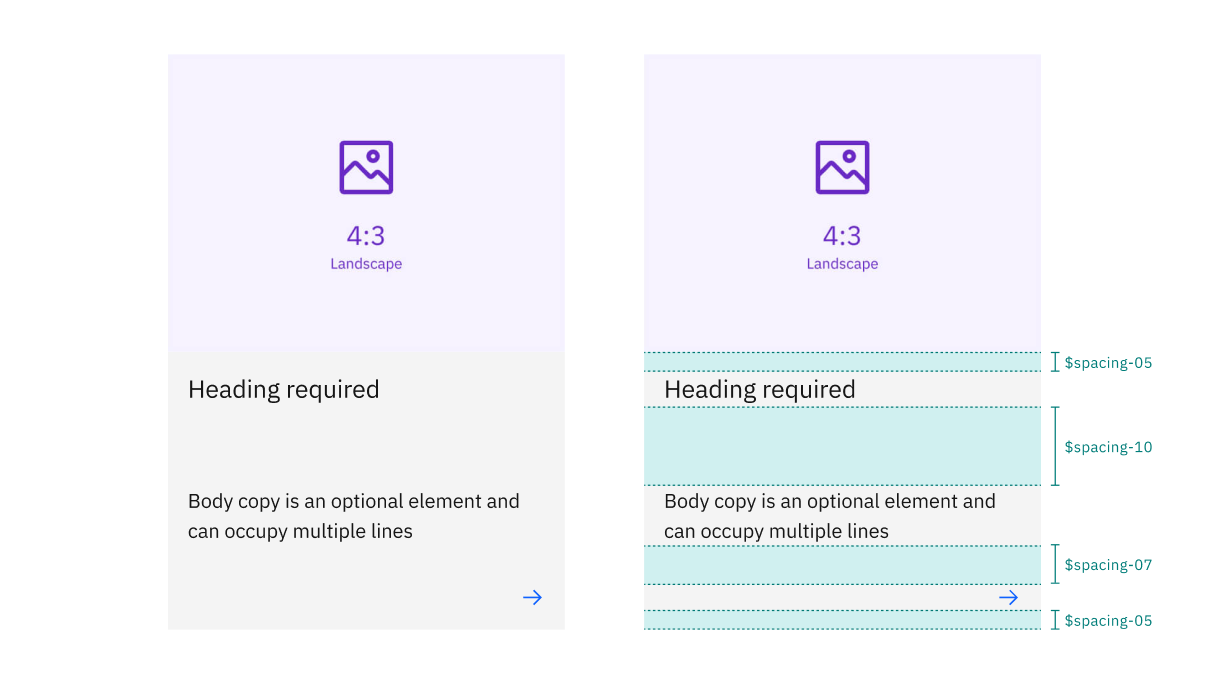 4:3
Landscape
Heading required
Body copy is an optional element and
can occupy multiple lines
4:3
Landscape
$spacing-05
Heading required
$spacing-10
Body copy is an optional element and
can occupy multiple lines
$spacing-07
$spacing-05